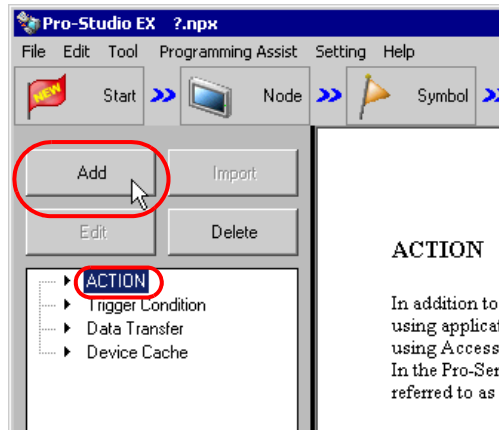 Pro-Studio EX ?.npx
File Edit Tool Programming Assist Setting Help
NEW Start Node Symbol
Add Import
Edit Delete
ACTION
Trigger Condition
Data Transfer
Device Cache
ACTION
In addition to
using applica
using Access
In the Pro-Ser
referred to as